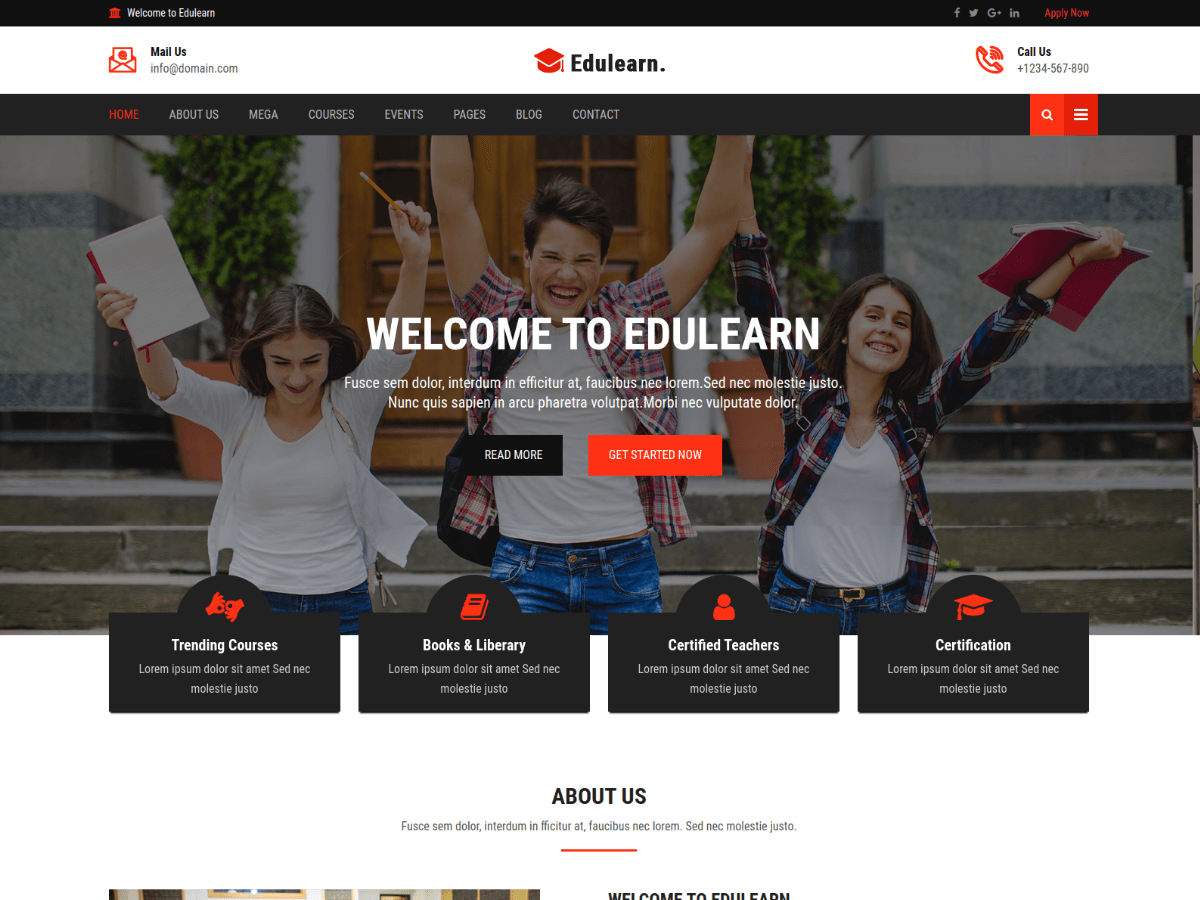 Welcome to Edulearn
Apply Now
Mail Us
info@domain.com
Edulearn.
Call Us
+1234-567-890
HOME ABOUT US MEGA COURSES EVENTS PAGES BLOG CONTACT
WELCOME TO EDULEARN
Fusce sem dolor, interdum in efficitur at, faucibus nec lorem.Sed nec molestie justo.
Nunc quis sapien in arcu pharetra volutpat.Morbi nec vulputate dolor.
READ MORE
GET STARTED NOW
Trending Courses
Lorem ipsum dolor sit amet Sed nec
molestie justo
Books & Liberary
Lorem ipsum dolor sit amet Sed nec
molestie justo
Certified Teachers
Lorem ipsum dolor sit amet Sed nec
molestie justo
Certification
Lorem ipsum dolor sit amet Sed nec
molestie justo
ABOUT US
Fusce sem dolor, interdum in fficitur at, faucibus nec lorem. Sed nec molestie justo.
WELCOME TO EDULEARN